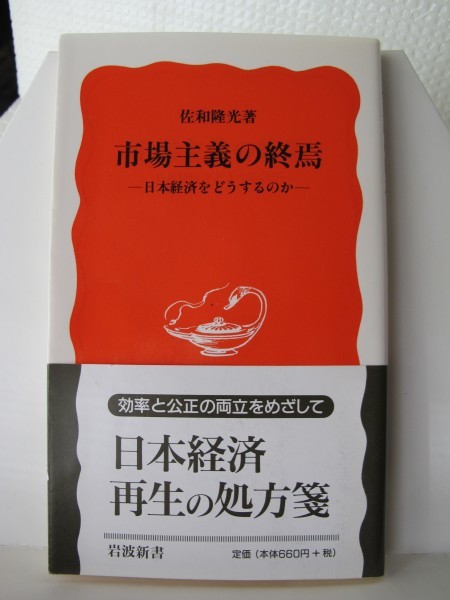 佐和隆光著
市場主義の終焉
―日本経済をどうするのか―
効率と公正の両立をめざして
日本経済
再生の処方箋
岩波新書
定価（本体660円+税）